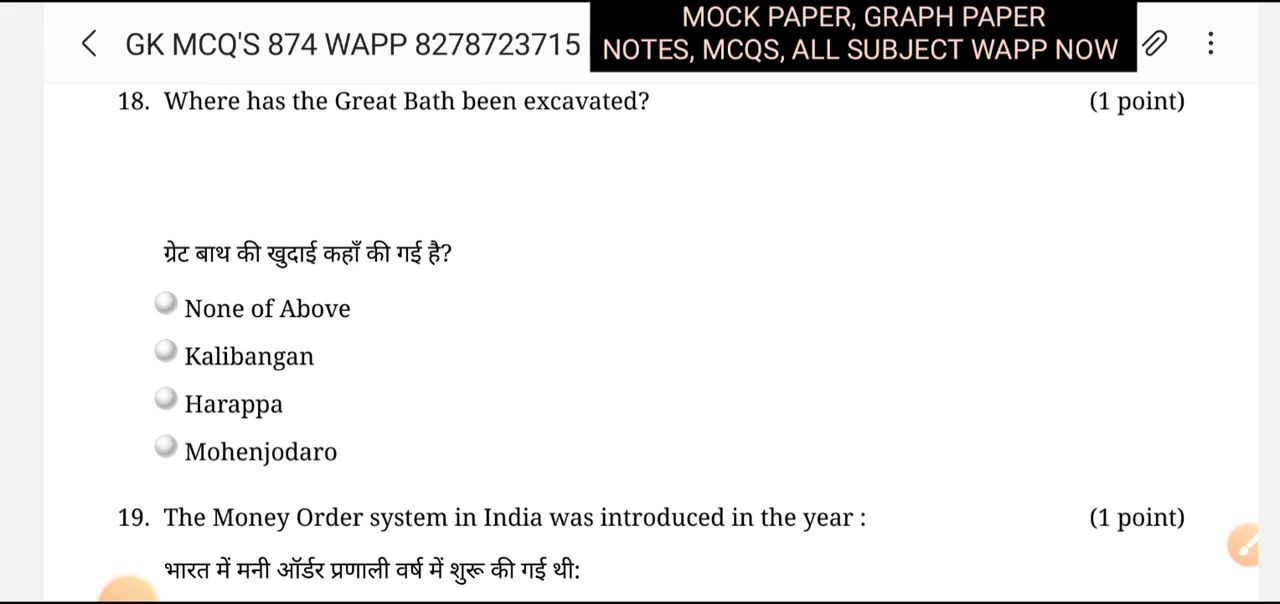 MOCK PAPER, GRAPH PAPER
GK MCQ'S 874 WAPP 8278723715
NOTES, MCQS, ALL SUBJECT WAPP NOW
18. Where has the Great Bath been excavated? (1 point)
ग्रेट बाथ की खुदाई कहाँ की गई है?
None of Above
Kalibangan
Harappa
Mohenjodaro
19. The Money Order system in India was introduced in the year : (1 point)
भारत में मनी ऑर्डर प्रणाली वर्ष में शुरू की गई थी: